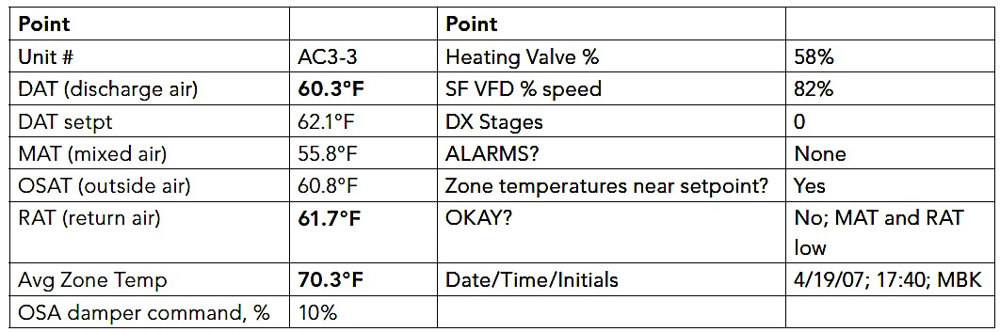 Point Point
Unit # AC3-3 Heating Valve % 58%
DAT (discharge air) 60.3°F SF VFD % speed 82%
DAT setpt 62.1°F DX Stages 0
MAT (mixed air) 55.8°F ALARMS? None
OSAT (outside air) 60.8°F Zone temperatures near setpoint? Yes
RAT (return air) 61.7°F OKAY? No; MAT and RAT
low
Avg Zone Temp 70.3°F Date/Time/Initials 4/19/07; 17:40; MBK
OSA damper command, % 10%